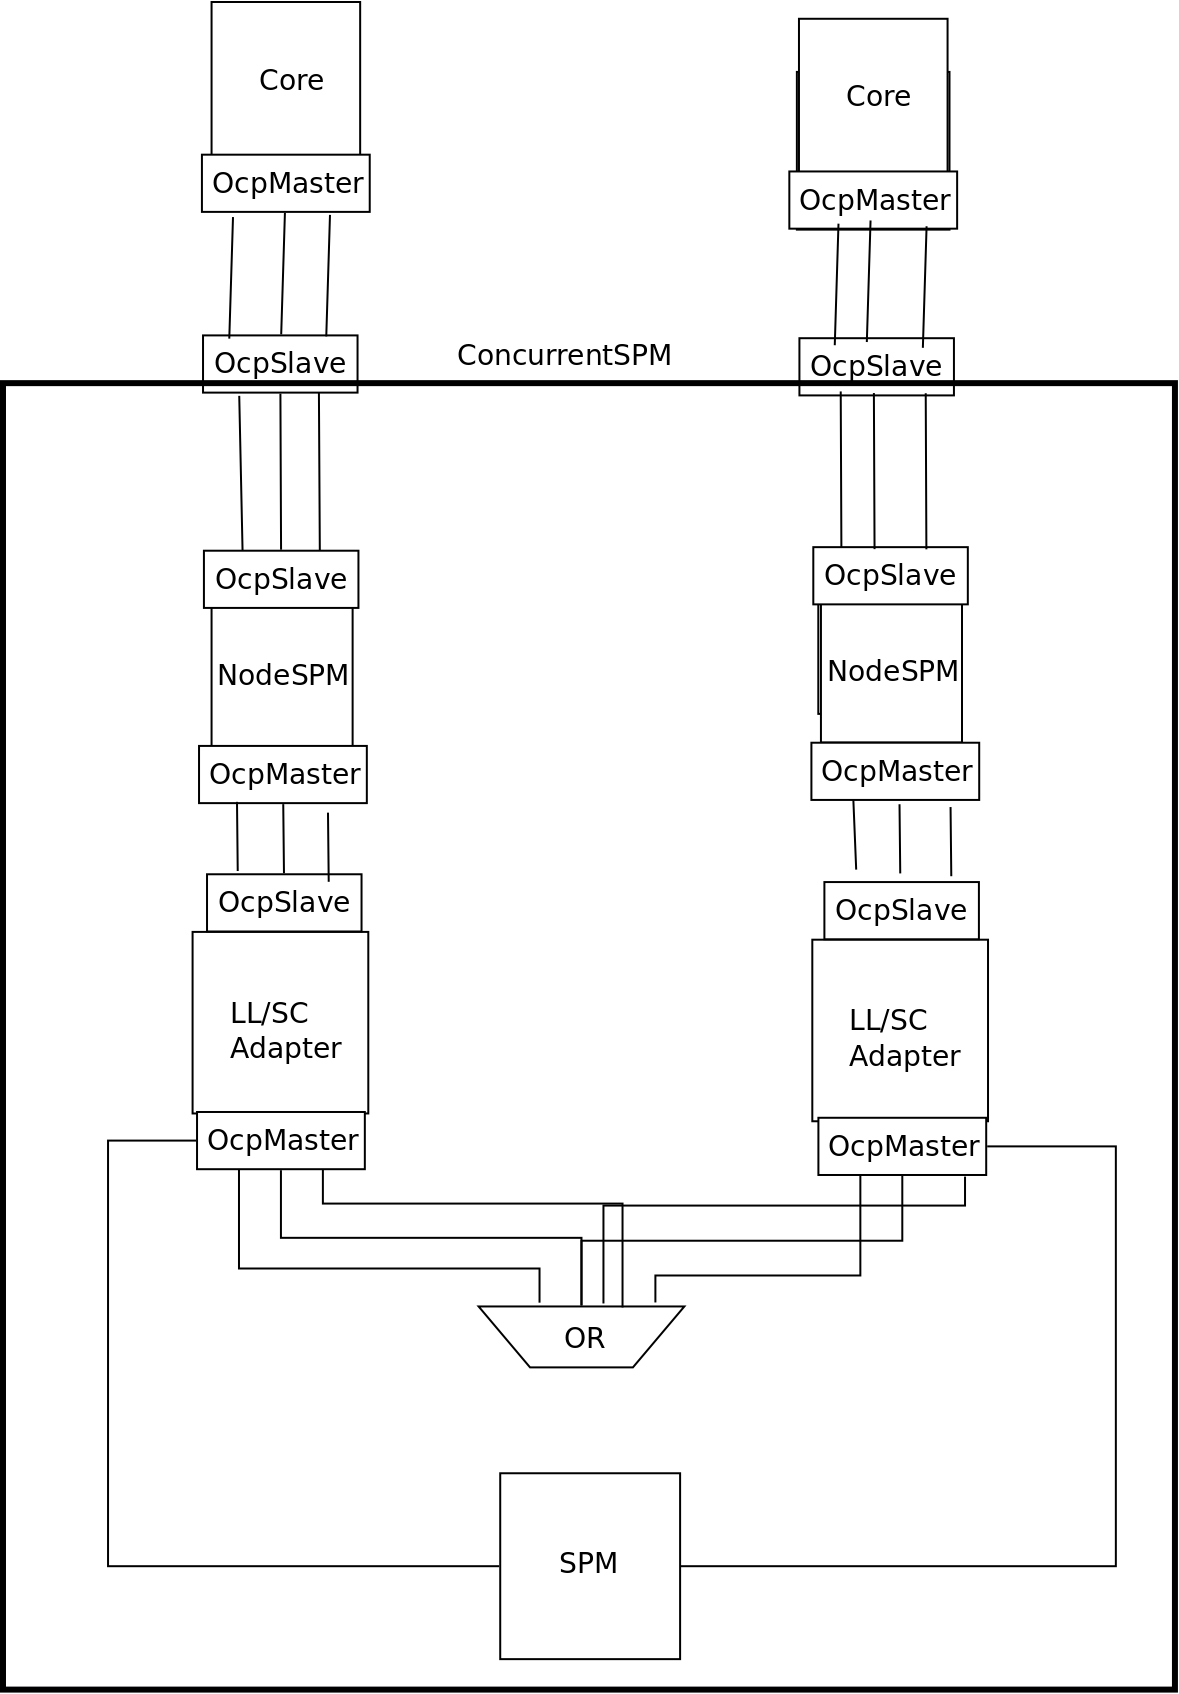 Core
Core
OcpMaster
OcpMaster
ConcurrentSPM
OcpSlave
OcpSlave
OcpSlave
OcpSlave
NodeSPM
NodeSPM
OcpMaster
OcpMaster
OcpSlave
OcpSlave
LL/SC
Adapter
LL/SC
Adapter
OcpMaster
OcpMaster
OR
SPM